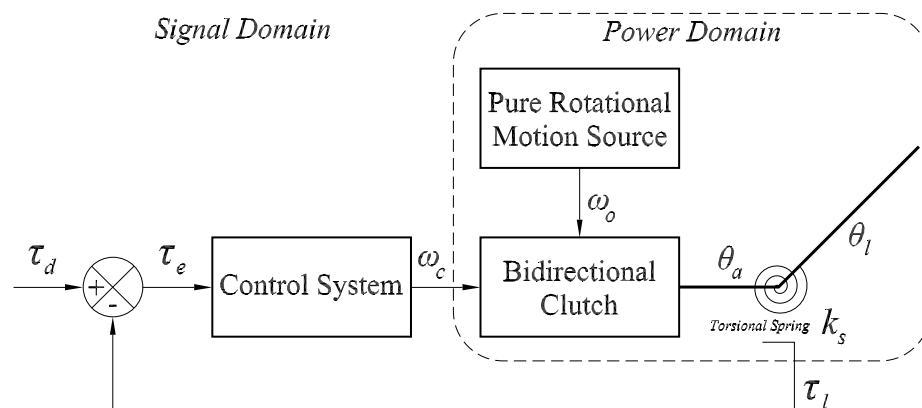 Signal Domain
Power Domain
Pure Rotational
Motion Source
ω_o
τ_d
+
-
τ_e
Control System
ω_c
Bidirectional
Clutch
θ_a
θ_l
Torsional Spring k_s
τ_l